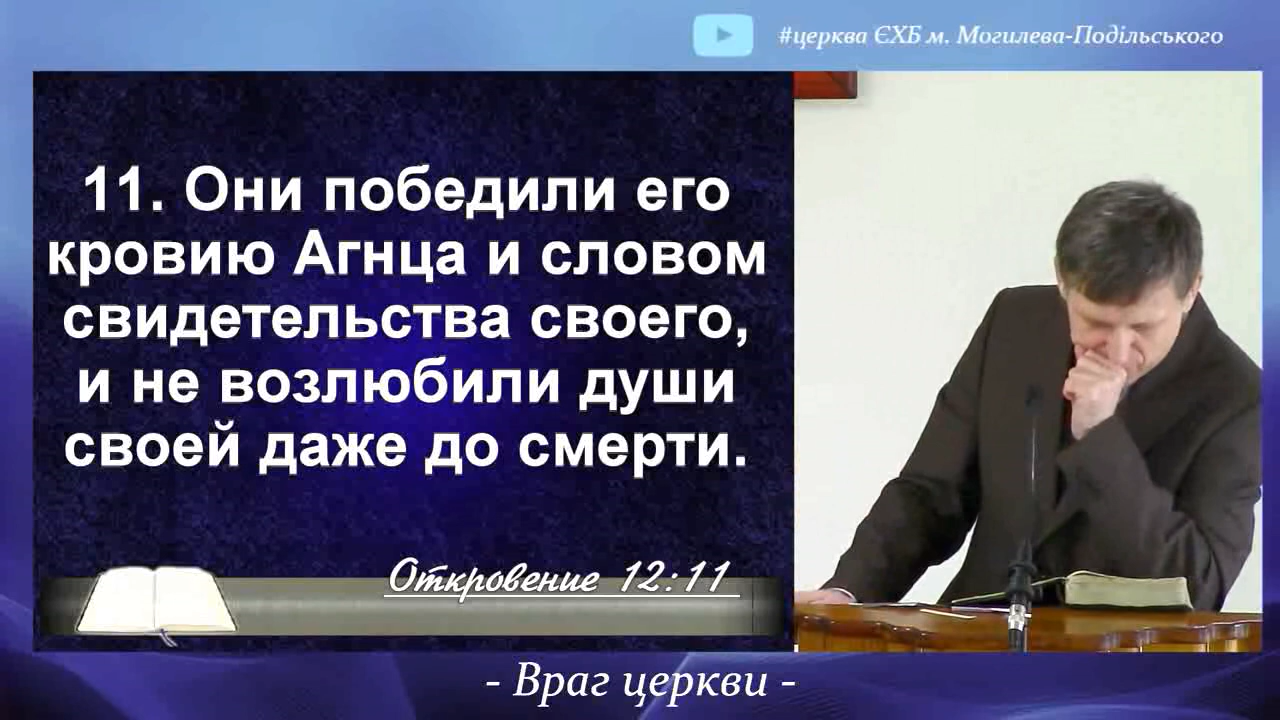 #церква ЄХБ м. Могилева-Подільського
11. Они победили его
кровию Агнца и словом
свидетельства своего,
и не возлюбили души
своей даже до смерти.
Откровение 12:11
- Враг церкви -